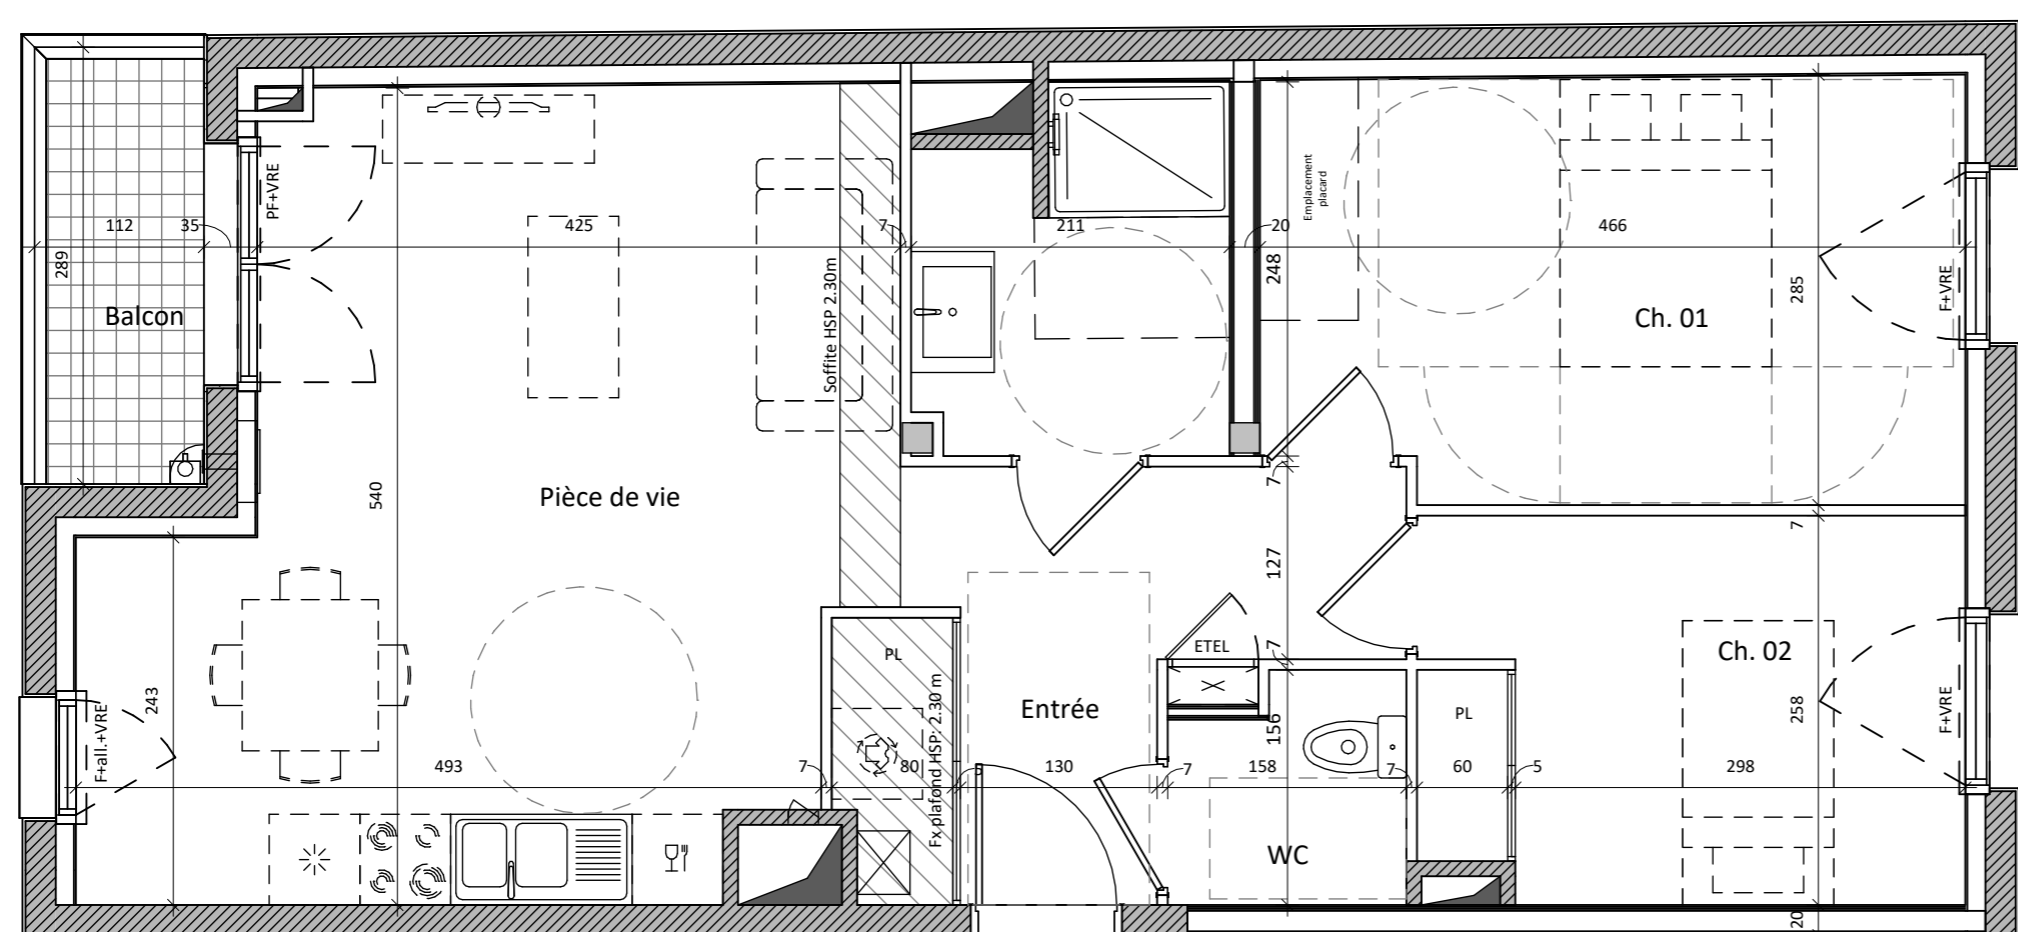 112
35
289
Balcon
PF+VRE
425
Soffite HSP 2.30m
7
211
20
248
Emplacement
placard
466
285
Ch. 01
F+VRE
540
Pièce de vie
7
127
7
7
243
F+all.+VRE
493
7
PL
80
Fx plafond HSP: 2.30 m
5
Entrée
130
7
ETEL
156
158
WC
7
PL
60
5
Ch. 02
258
298
F+VRE
20